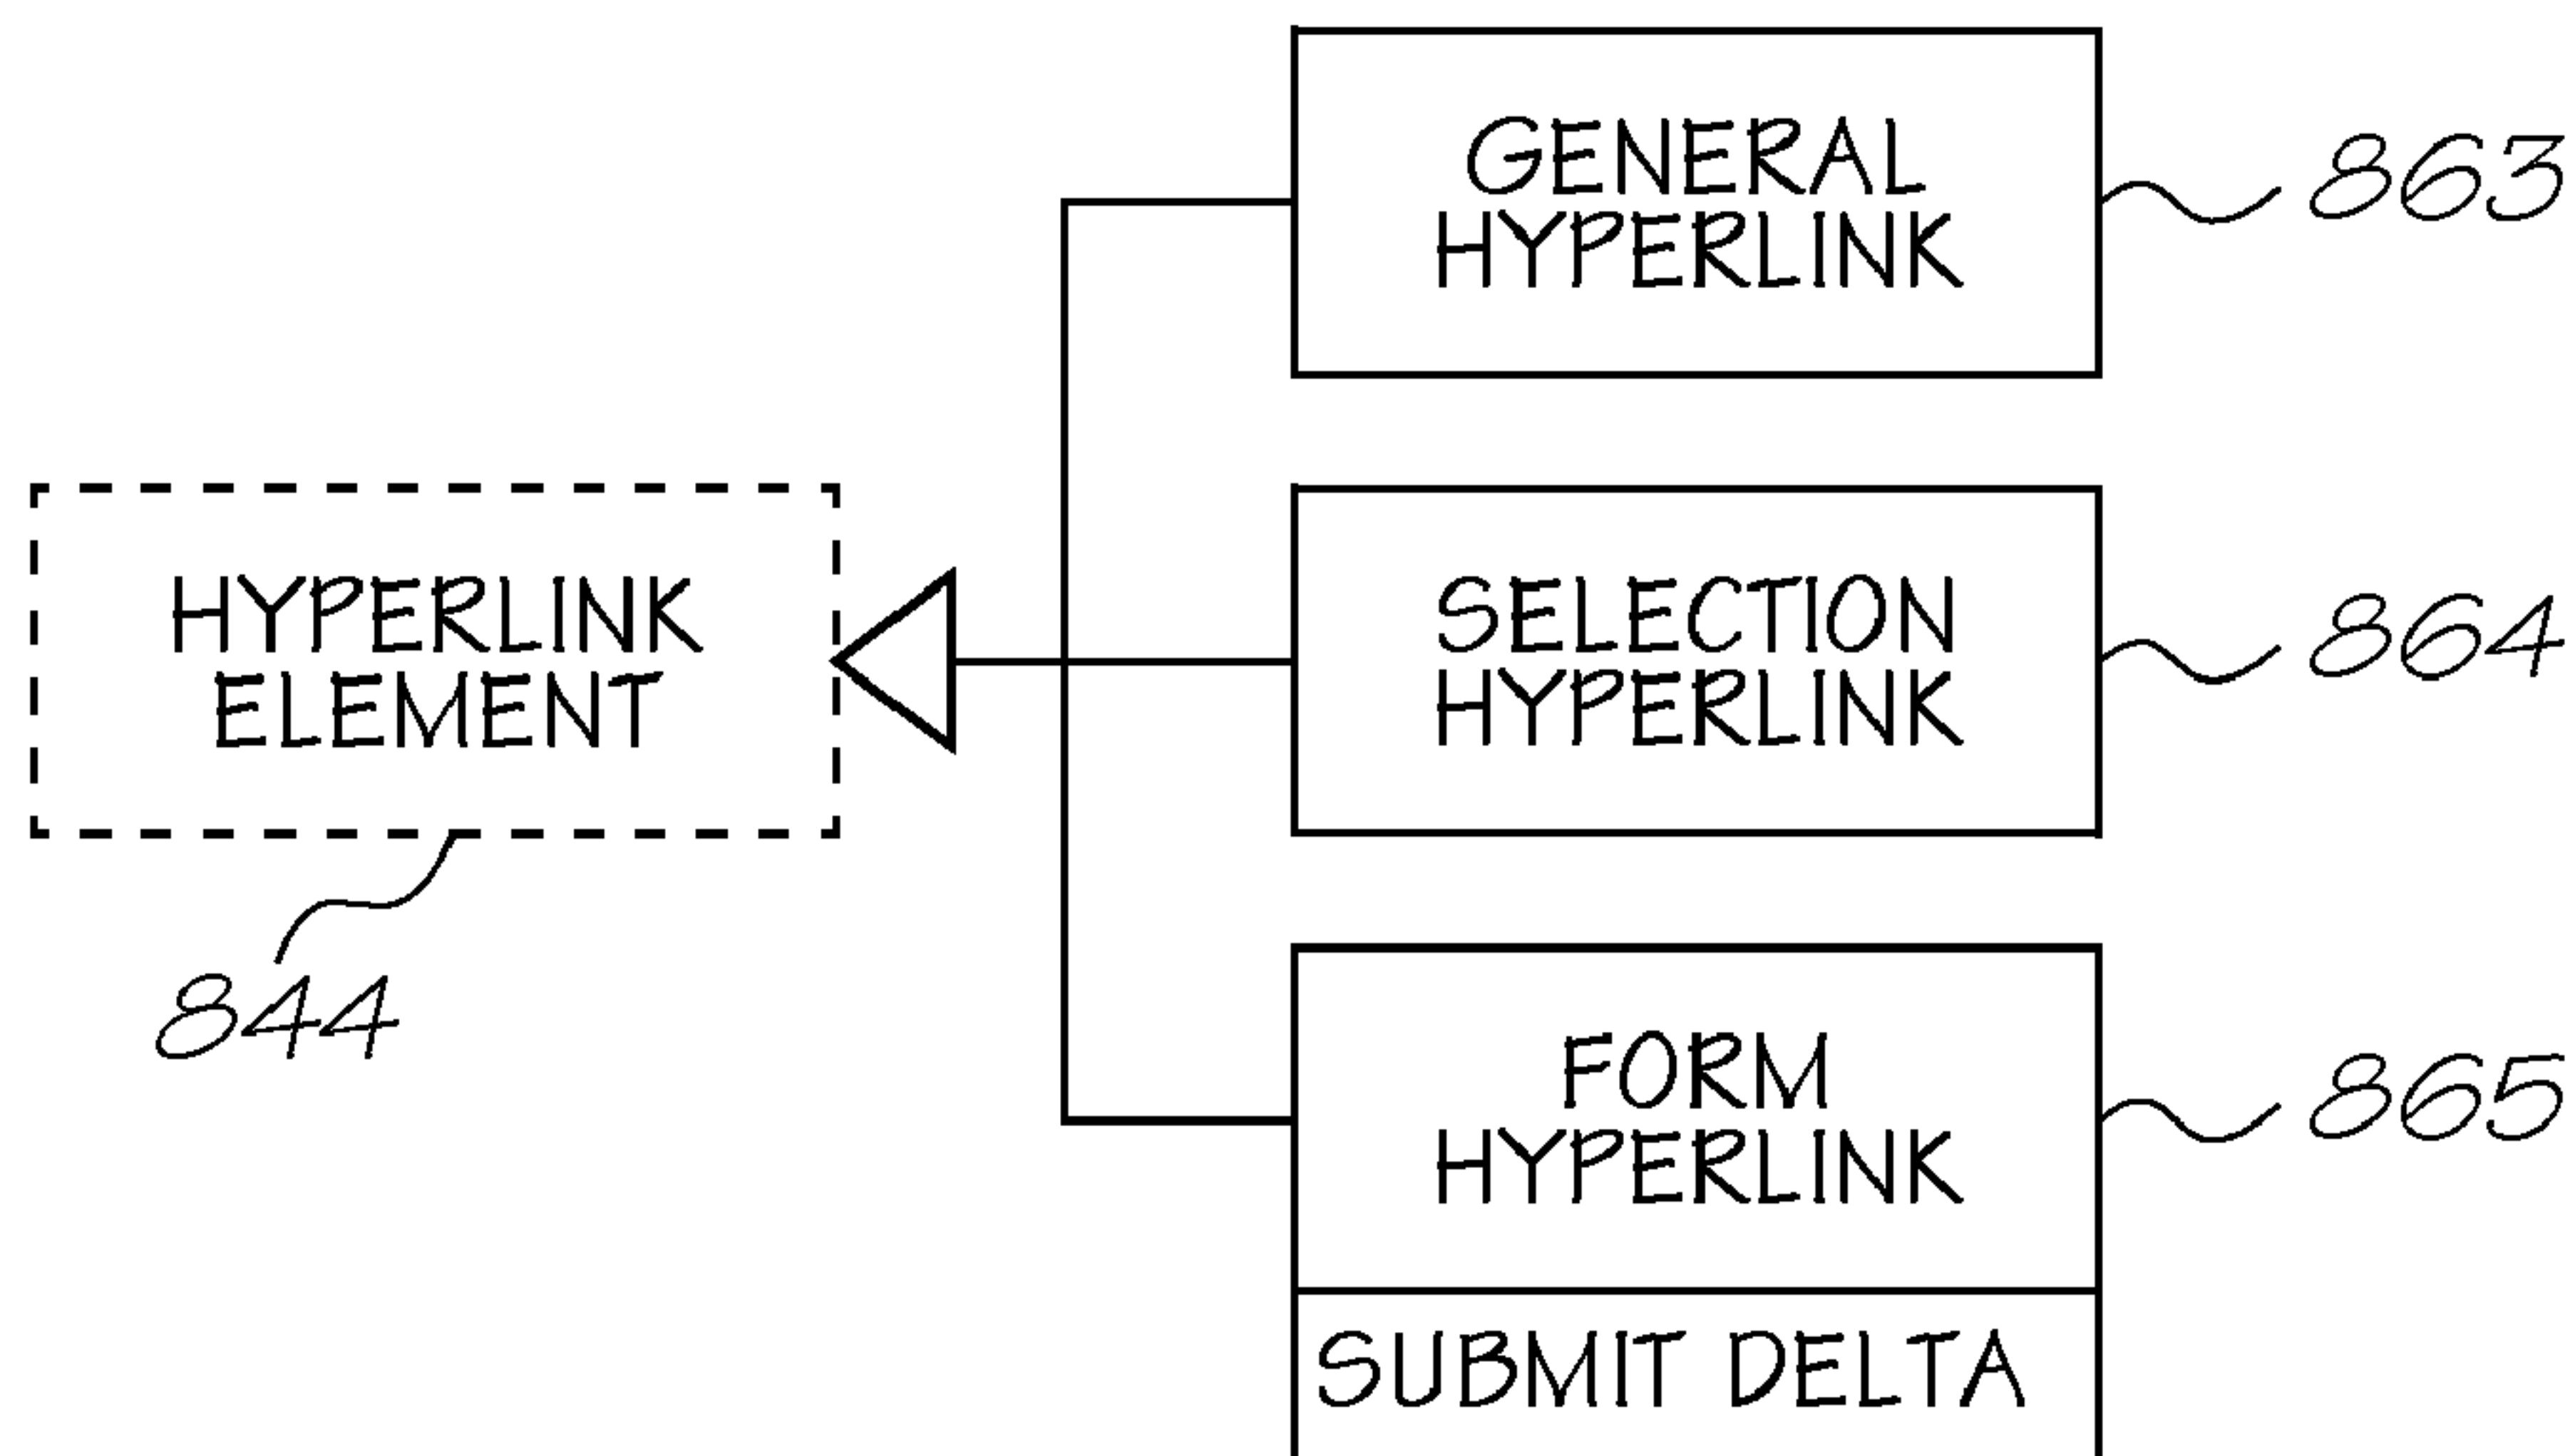 GENERAL
HYPERLINK
863
HYPERLINK
ELEMENT
844
SELECTION
HYPERLINK
864
FORM
HYPERLINK
865
SUBMIT DELTA